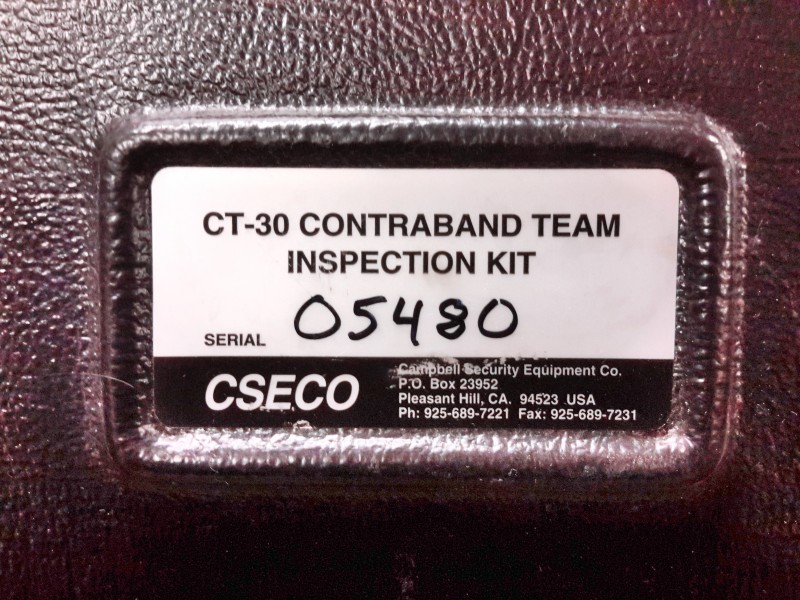 CT-30 CONTRABAND TEAM
INSPECTION KIT
SERIAL 05480
CSECO
Campbell Security Equipment Co.
P.O. Box 23952
Pleasant Hill, CA. 94523 USA
Ph: 925-689-7221 Fax: 925-689-7231